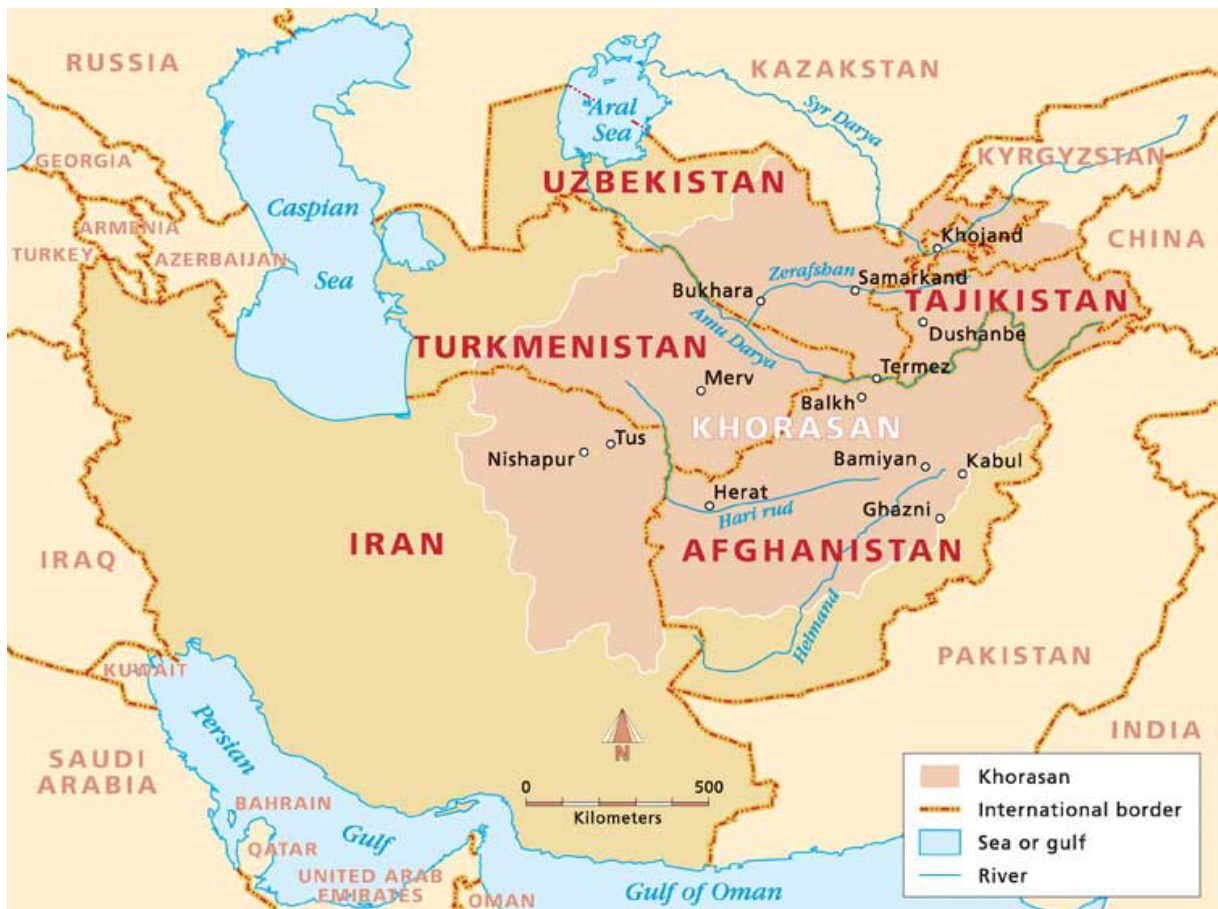 RUSSIA
KAZAKSTAN
Aral
Sea
Syr Darya
GEORGIA
KYRGYZSTAN
UZBEKISTAN
Caspian
Sea
ARMENIA
TURKEY
AZERBAIJAN
Khojand
CHINA
Zerafshan
Samarkand
Bukhara
TAJIKISTAN
Amu Darya
Dushanbe
TURKMENISTAN
Termez
Merv
Balkh
KHORASAN
Tus
Nishapur
Bamiyan
Kabul
Herat
Hari rud
Ghazni
IRAN
AFGHANISTAN
IRAQ
Helmand
KUWAIT
PAKISTAN
Persian
Gulf
INDIA
SAUDI
ARABIA
N
0 500
Kilometers
BAHRAIN
QATAR
UNITED ARAB
EMIRATES
OMAN
Gulf of Oman
Khorasan
International border
Sea or gulf
River